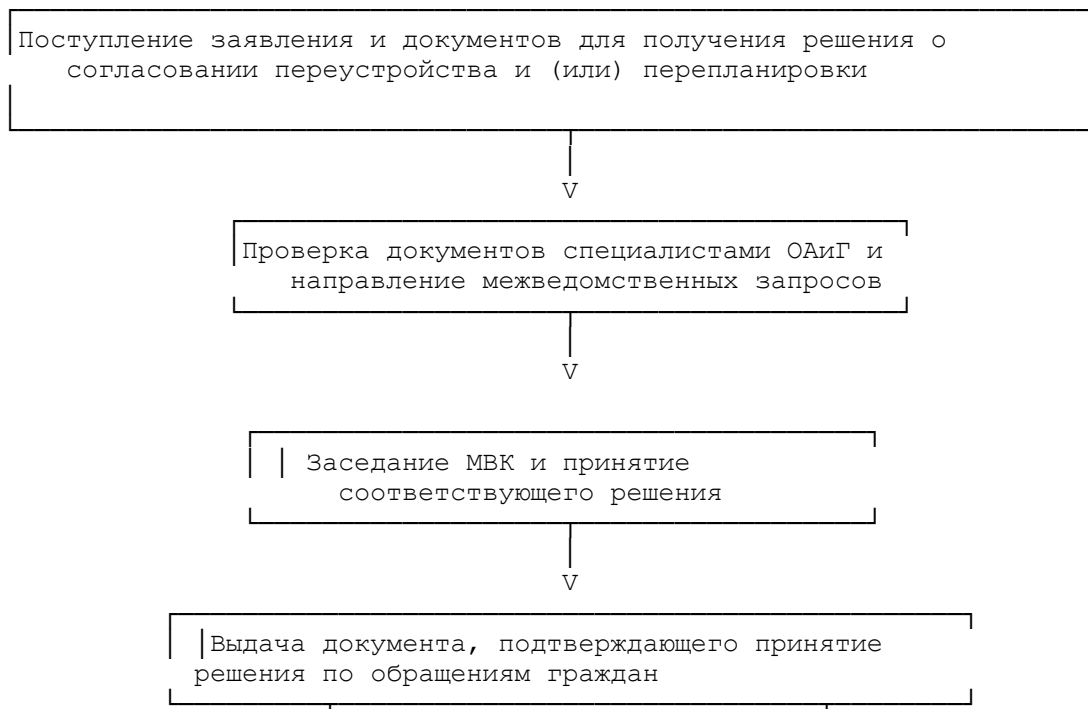 Поступление заявления и документов для получения решения о
согласовании переустройства и (или) перепланировки
V
Проверка документов специалистами ОАиГ и
направление межведомственных запросов
V
Заседание МВК и принятие
соответствующего решения
V
Выдача документа, подтверждающего принятие
решения по обращениям граждан